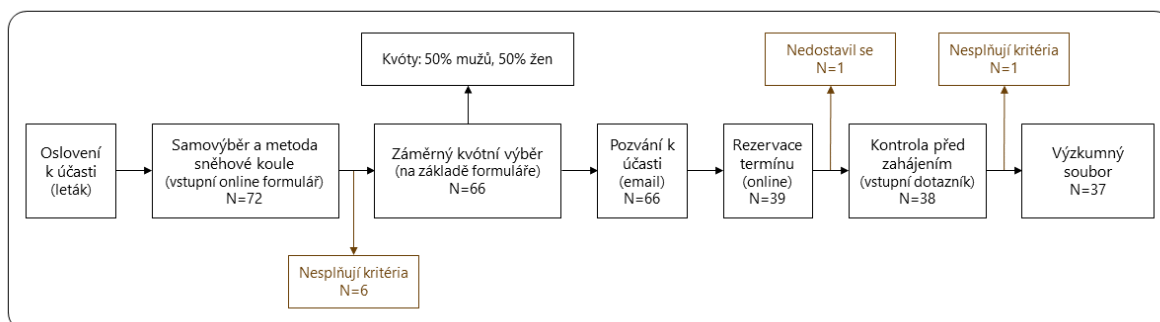 Kvóty: 50% mužů, 50% žen
Nedostavil se
N=1
Nesplňují kritéria
N=1
Oslovení
k účasti
(leták)
Samovýběr a metoda
sněhové koule
(vstupní online formulář)
N=72
Záměrný kvótní výběr
(na základě formuláře)
N=66
Pozvání k
účasti
(email)
N=66
Rezervace
termínu
(online)
N=39
Kontrola před
zahájením
(vstupní dotazník)
N=38
Výzkumný
soubor
N=37
Nesplňují kritéria
N=6